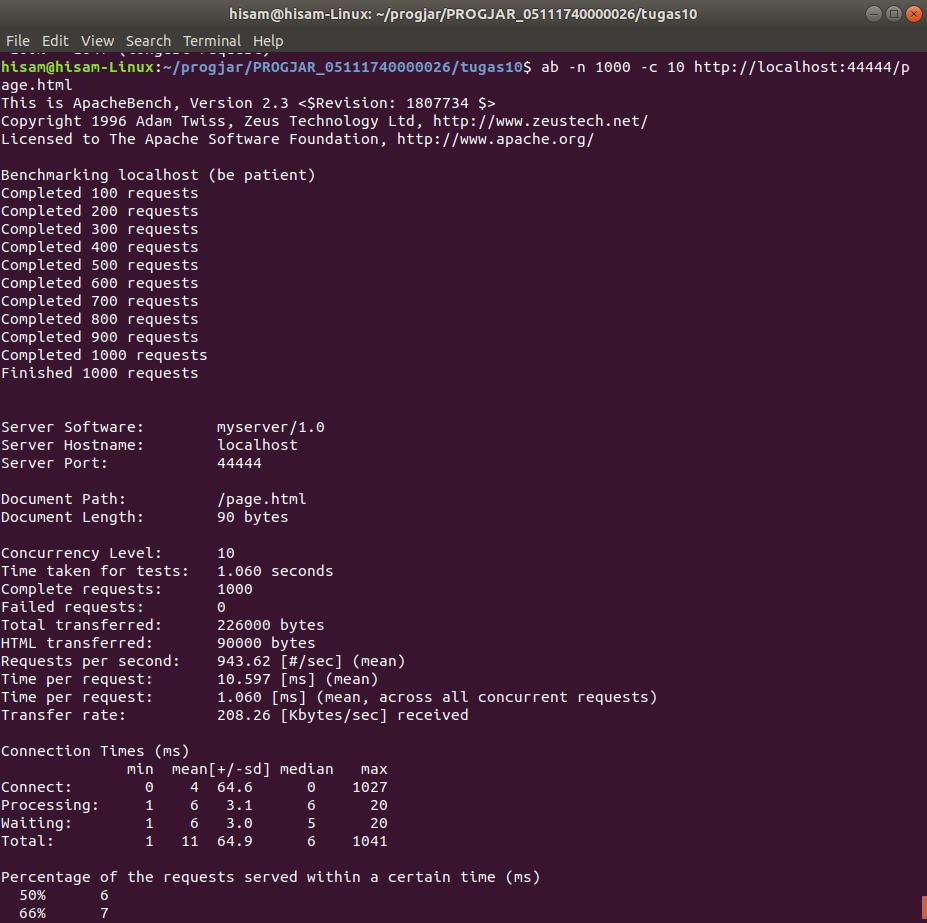 hisam@hisam-Linux: ~/progjar/PROGJAR_05111740000026/tugas10
File Edit View Search Terminal Help
hisam@hisam-Linux:~/progjar/PROGJAR_05111740000026/tugas10$ ab -n 1000 -c 10 http://localhost:44444/p
age.html
This is ApacheBench, Version 2.3 <$Revision: 1807734 $>
Copyright 1996 Adam Twiss, Zeus Technology Ltd, http://www.zeustech.net/
Licensed to The Apache Software Foundation, http://www.apache.org/

Benchmarking localhost (be patient)
Completed 100 requests
Completed 200 requests
Completed 300 requests
Completed 400 requests
Completed 500 requests
Completed 600 requests
Completed 700 requests
Completed 800 requests
Completed 900 requests
Completed 1000 requests
Finished 1000 requests

Server Software:        myserver/1.0
Server Hostname:        localhost
Server Port:            44444

Document Path:          /page.html
Document Length:        90 bytes

Concurrency Level:      10
Time taken for tests:   1.060 seconds
Complete requests:      1000
Failed requests:        0
Total transferred:      226000 bytes
HTML transferred:       90000 bytes
Requests per second:    943.62 [#/sec] (mean)
Time per request:       10.597 [ms] (mean)
Time per request:       1.060 [ms] (mean, across all concurrent requests)
Transfer rate:          208.26 [Kbytes/sec] received

Connection Times (ms)
              min  mean[+/-sd] median   max
Connect:        0    4  64.6      0    1027
Processing:     1    6   3.1      6      20
Waiting:        1    6   3.0      5      20
Total:          1   11  64.9      6    1041

Percentage of the requests served within a certain time (ms)
  50%      6
  66%      7